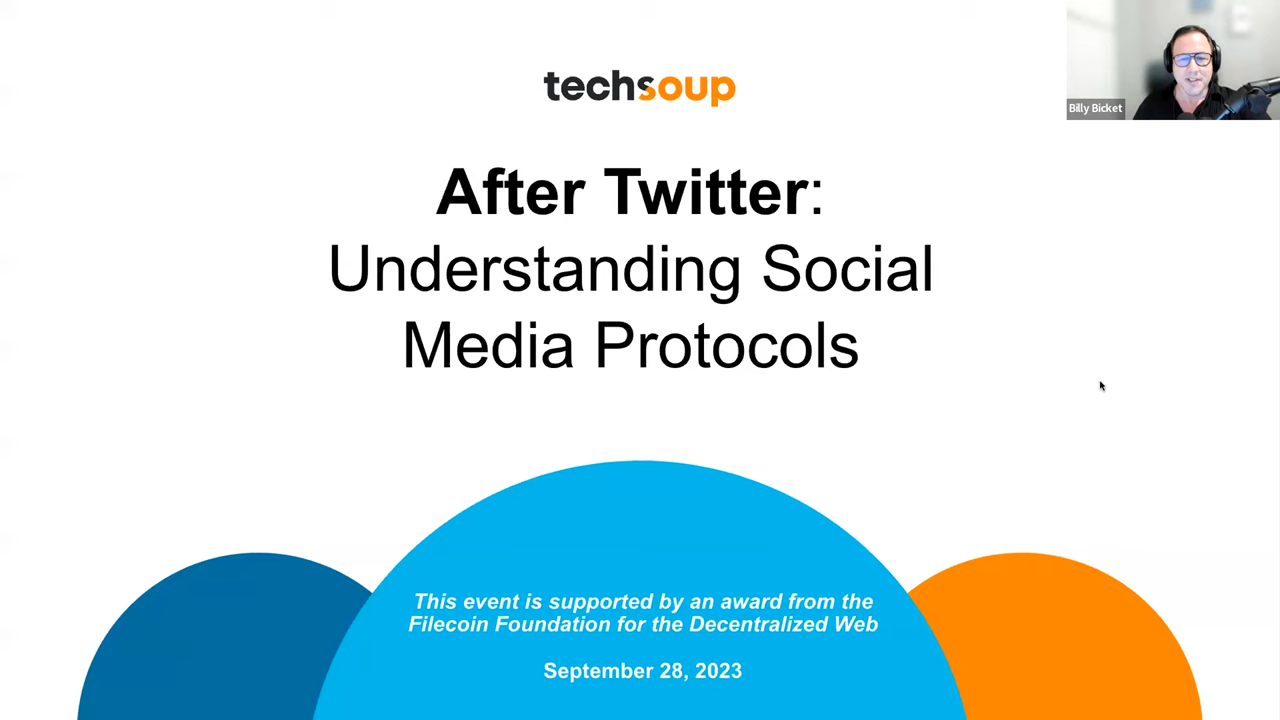 techsoup
Billy Bicket
After Twitter:
Understanding Social
Media Protocols
This event is supported by an award from the
Filecoin Foundation for the Decentralized Web
September 28, 2023